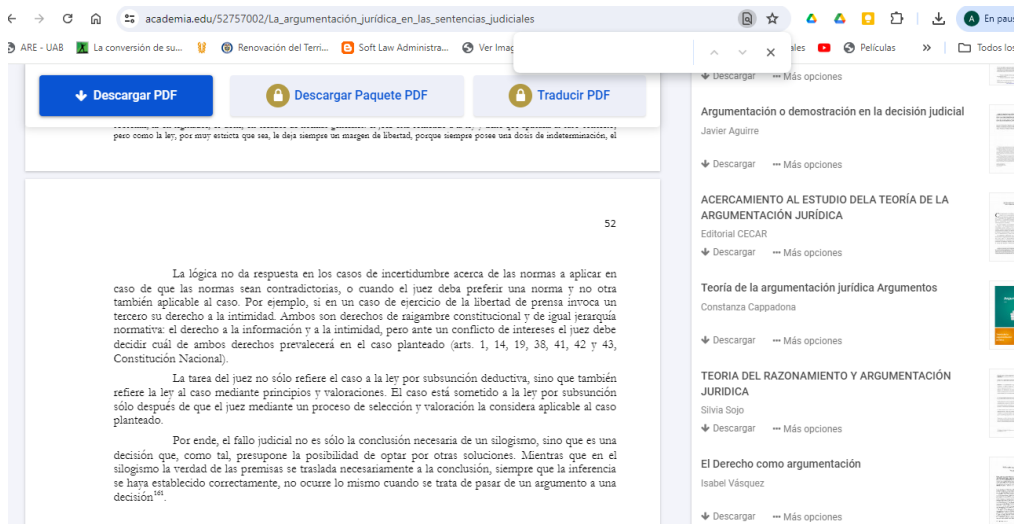 academia.edu/52757002/La_argumentación_jurídica_en_las_sentencias_judiciales
En paus
ARE - UAB
La conversión de su...
Renovación del Terri...
Soft Law Administra...
Ver Imag
ales
Películas
»
Todos los
Descargar PDF
Descargar Paquete PDF
Traducir PDF
pero como la ley, por muy estricta que sea, le deja siempre un margen de libertad, porque siempre posee una dosis de indeterminación, el
52
La lógica no da respuesta en los casos de incertidumbre acerca de las normas a aplicar en
caso de que las normas sean contradictorias, o cuando el juez deba preferir una norma y no otra
también aplicable al caso. Por ejemplo, si en un caso de ejercicio de la libertad de prensa invoca un
tercero su derecho a la intimidad. Ambos son derechos de raigambre constitucional y de igual jerarquía
normativa: el derecho a la información y a la intimidad, pero ante un conflicto de intereses el juez debe
decidir cuál de ambos derechos prevalecerá en el caso planteado (arts. 1, 14, 19, 38, 41, 42 y 43,
Constitución Nacional).
La tarea del juez no sólo refiere el caso a la ley por subsunción deductiva, sino que también
refiere la ley al caso mediante principios y valoraciones. El caso está sometido a la ley por subsunción
sólo después de que el juez mediante un proceso de selección y valoración la considera aplicable al caso
planteado.
Por ende, el fallo judicial no es sólo la conclusión necesaria de un silogismo, sino que es una
decisión que, como tal, presupone la posibilidad de optar por otras soluciones. Mientras que en el
silogismo la verdad de las premisas se traslada necesariamente a la conclusión, siempre que la inferencia
se haya establecido correctamente, no ocurre lo mismo cuando se trata de pasar de un argumento a una
decisión161.
Descargar ••• Más opciones
Argumentación o demostración en la decisión judicial
Javier Aguirre
Descargar ••• Más opciones
ACERCAMIENTO AL ESTUDIO DELA TEORÍA DE LA
ARGUMENTACIÓN JURÍDICA
Editorial CECAR
Descargar ••• Más opciones
Teoría de la argumentación jurídica Argumentos
Constanza Cappadona
Descargar ••• Más opciones
TEORIA DEL RAZONAMIENTO Y ARGUMENTACIÓN
JURIDICA
Silvia Sojo
Descargar ••• Más opciones
El Derecho como argumentación
Isabel Vásquez
Descargar ••• Más opciones